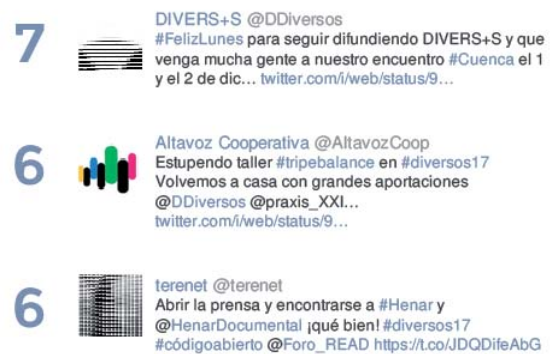 7
DIVERS+S @DDiversos
#FelizLunes para seguir difundiendo DIVERS+S y que
venga mucha gente a nuestro encuentro #Cuenca el 1
y el 2 de dic... twitter.com/i/web/status/9...
6
Altavoz Cooperativa @AltavozCoop
Estupendo taller #tripebalance en #diversos17
Volvemos a casa con grandes aportaciones
@DDiversos @praxis_XXI...
twitter.com/i/web/status/9...
6
terenet @terenet
Abrir la prensa y encontrarse a #Henar y
@HenarDocumental ¡qué bien! #diversos17
#códigoabierto @Foro_READ https://t.co/JDQDifeAbG